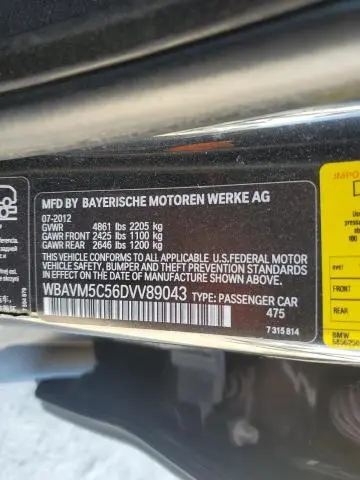 MFD BY BAYERISCHE MOTOREN WERKE AG
07-2012
GVWR 4861 lbs 2205 kg
GAWR FRONT 2425 lbs 1100 kg
GAWR REAR 2646 lbs 1200 kg
CONFORMS TO ALL APPLICABLE U.S.FEDERAL MOTOR
VEHICLE SAFETY, BUMPER, AND THEFT PREVENTION
STANDARDS IN EFFECT ON THE DATE OF MANUFACTURE
SHOWN ABOVE.
WBAVM5C56DVV89043 TYPE: PASSENGER CAR
475
7 315 814
FRONT
REAR
BMW